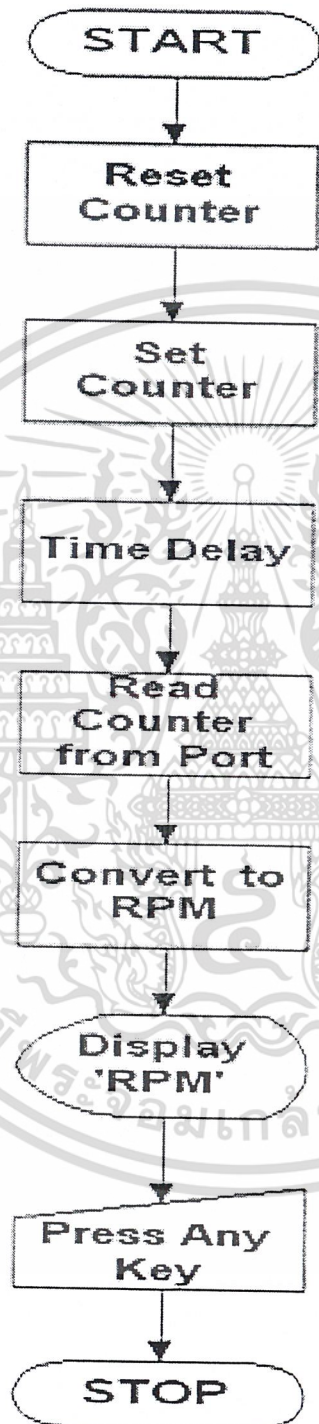 START
Reset
Counter
Set
Counter
Time Delay
Read
Counter
from Port
Convert to
RPM
Display
'RPM'
Press Any
Key
STOP